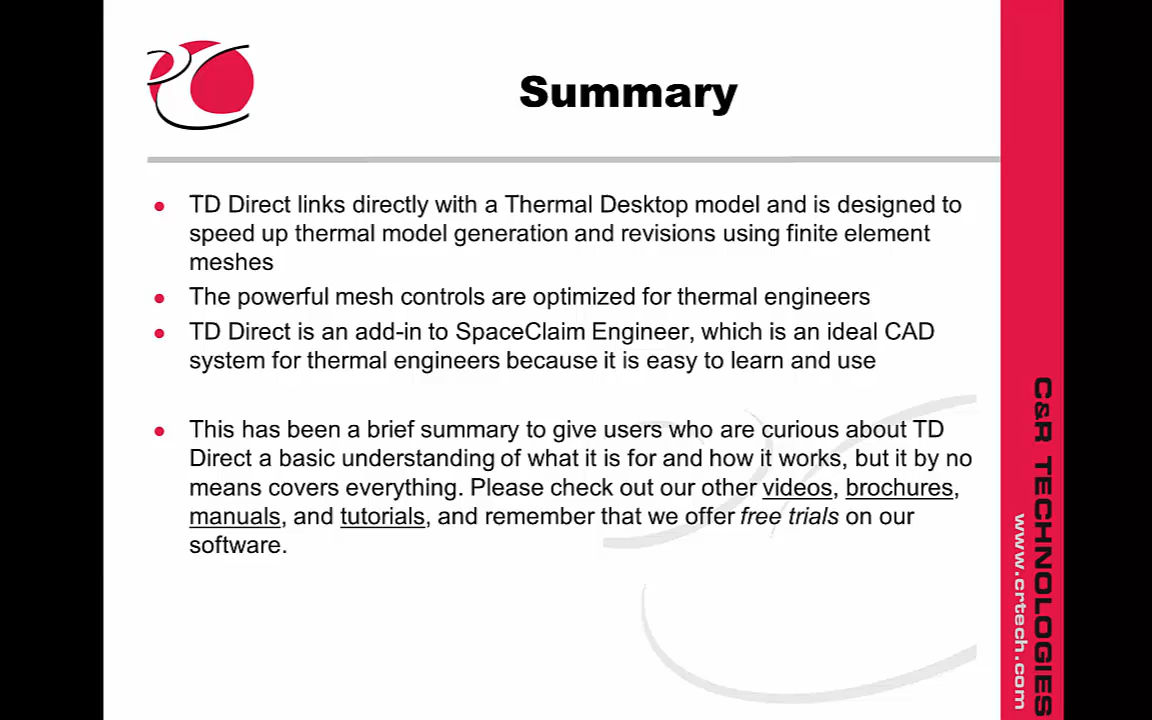 Summary
TD Direct links directly with a Thermal Desktop model and is designed to
speed up thermal model generation and revisions using finite element
meshes
The powerful mesh controls are optimized for thermal engineers
TD Direct is an add-in to SpaceClaim Engineer, which is an ideal CAD
system for thermal engineers because it is easy to learn and use
This has been a brief summary to give users who are curious about TD
Direct a basic understanding of what it is for and how it works, but it by no
means covers everything. Please check out our other videos, brochures,
manuals, and tutorials, and remember that we offer free trials on our
software.
C&R TECHNOLOGIES
www.crtech.com